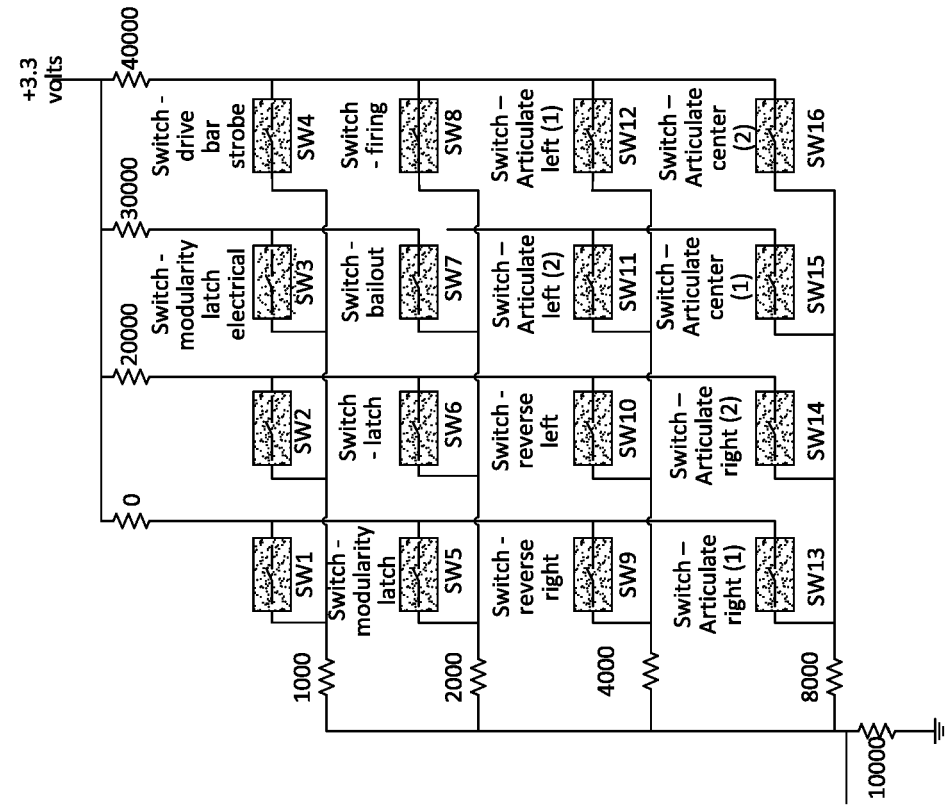 +3.3
volts
40000
Switch -
drive
bar
strobe
SW4
Switch
- firing
SW8
Switch –
Articulate
left (1)
SW12
Switch –
Articulate
center
(2)
SW16
30000
Switch -
modularity
latch
electrical
SW3
Switch -
bailout
SW7
Switch –
Articulate
left (2)
SW11
Switch –
Articulate
center
(1)
SW15
20000
SW2
Switch
- latch
SW6
Switch -
reverse
left
SW10
Switch –
Articulate
right (2)
SW14
0
SW1
Switch -
modularity
latch
SW5
Switch -
reverse
right
SW9
Switch –
Articulate
right (1)
SW13
1000
2000
4000
8000
10000